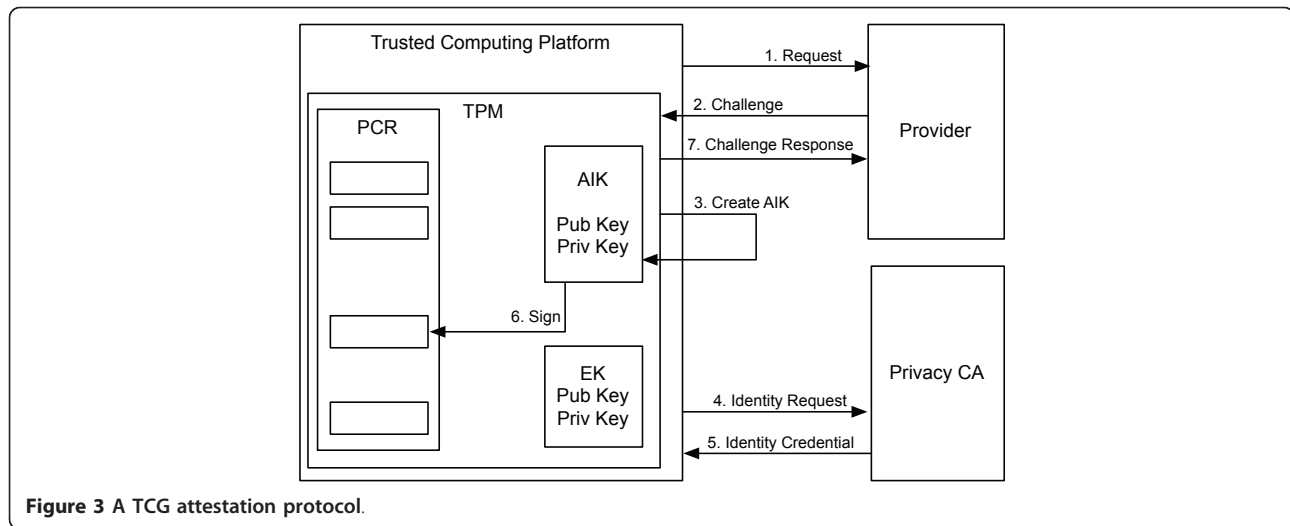 Trusted Computing Platform
TPM
PCR
AIK
Pub Key
Priv Key
EK
Pub Key
Priv Key
1. Request
2. Challenge
7. Challenge Response
3. Create AIK
6. Sign
4. Identity Request
5. Identity Credential
Provider
Privacy CA
Figure 3 A TCG attestation protocol.